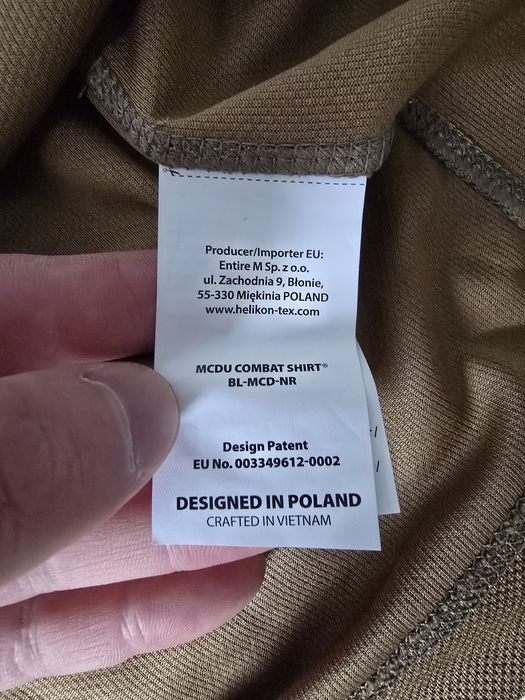 Producer/Importer EU:
Entire M Sp. z o.o.
ul. Zachodnia 9, Błonie,
55-330 Miękinia POLAND
www.helikon-tex.com
MCDU COMBAT SHIRT®
BL-MCD-NR
Design Patent
EU No. 003349612-0002
DESIGNED IN POLAND
CRAFTED IN VIETNAM